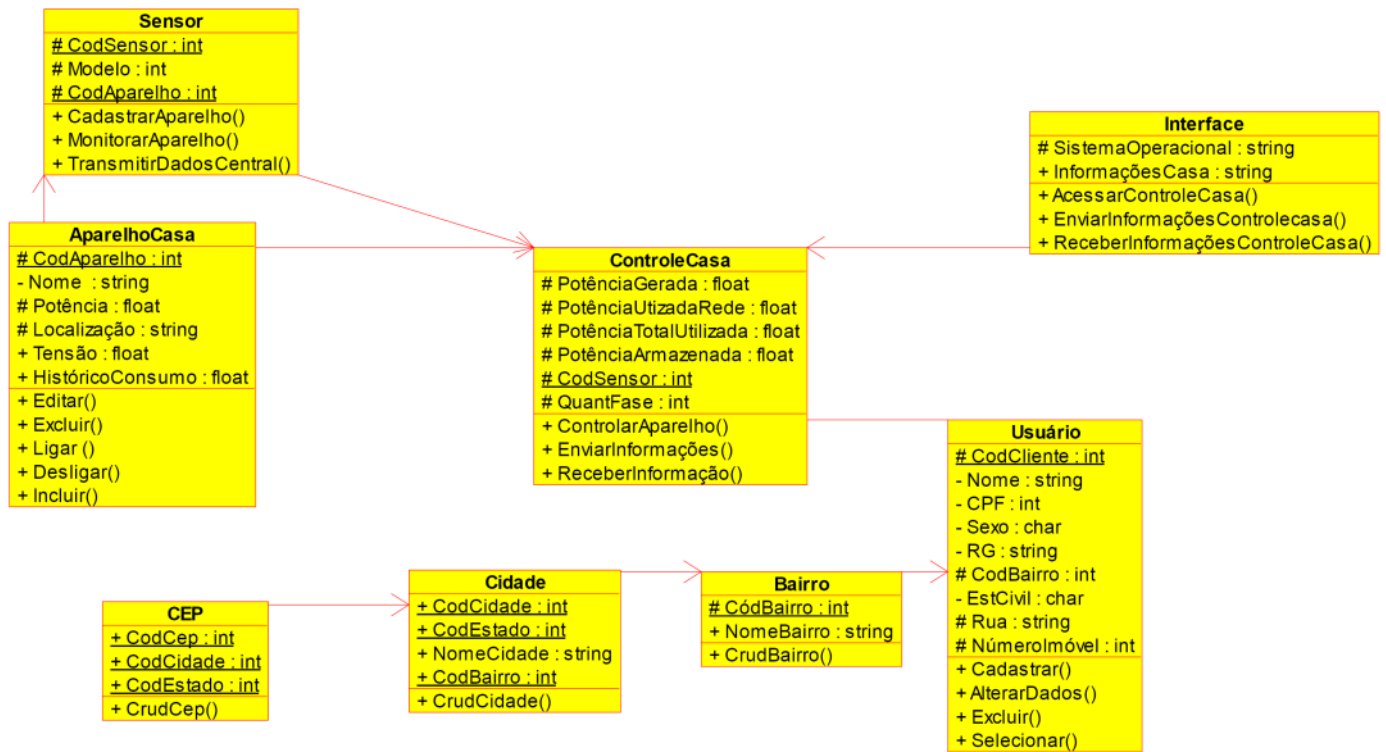 Sensor
# CodSensor : int
# Modelo : int
# CodAparelho : int
+ CadastrarAparelho()
+ MonitorarAparelho()
+ TransmitirDadosCentral()
Interface
# SistemaOperacional : string
+ InformaçõesCasa : string
+ AcessarControleCasa()
+ EnviarInformaçõesControlecasa()
+ ReceberInformaçõesControleCasa()
AparelhoCasa
# CodAparelho : int
- Nome : string
# Potência : float
# Localização : string
+ Tensão : float
+ HistóricoConsumo : float
+ Editar()
+ Excluir()
+ Ligar ()
+ Desligar()
+ Incluir()
ControleCasa
# PotênciaGerada : float
# PotênciaUtizadaRede : float
# PotênciaTotalUtilizada : float
# PotênciaArmazenada : float
# CodSensor : int
# QuantFase : int
+ ControlarAparelho()
+ EnviarInformações()
+ ReceberInformação()
Usuário
# CodCliente : int
- Nome : string
- CPF : int
- Sexo : char
- RG : string
# CodBairro : int
- EstCivil : char
# Rua : string
# NúmeroImóvel : int
+ Cadastrar()
+ AlterarDados()
+ Excluir()
+ Selecionar()
CEP
+ CodCep : int
+ CodCidade : int
+ CodEstado : int
+ CrudCep()
Cidade
+ CodCidade : int
+ CodEstado : int
+ NomeCidade : string
+ CodBairro : int
+ CrudCidade()
Bairro
# CódBairro : int
+ NomeBairro : string
+ CrudBairro()